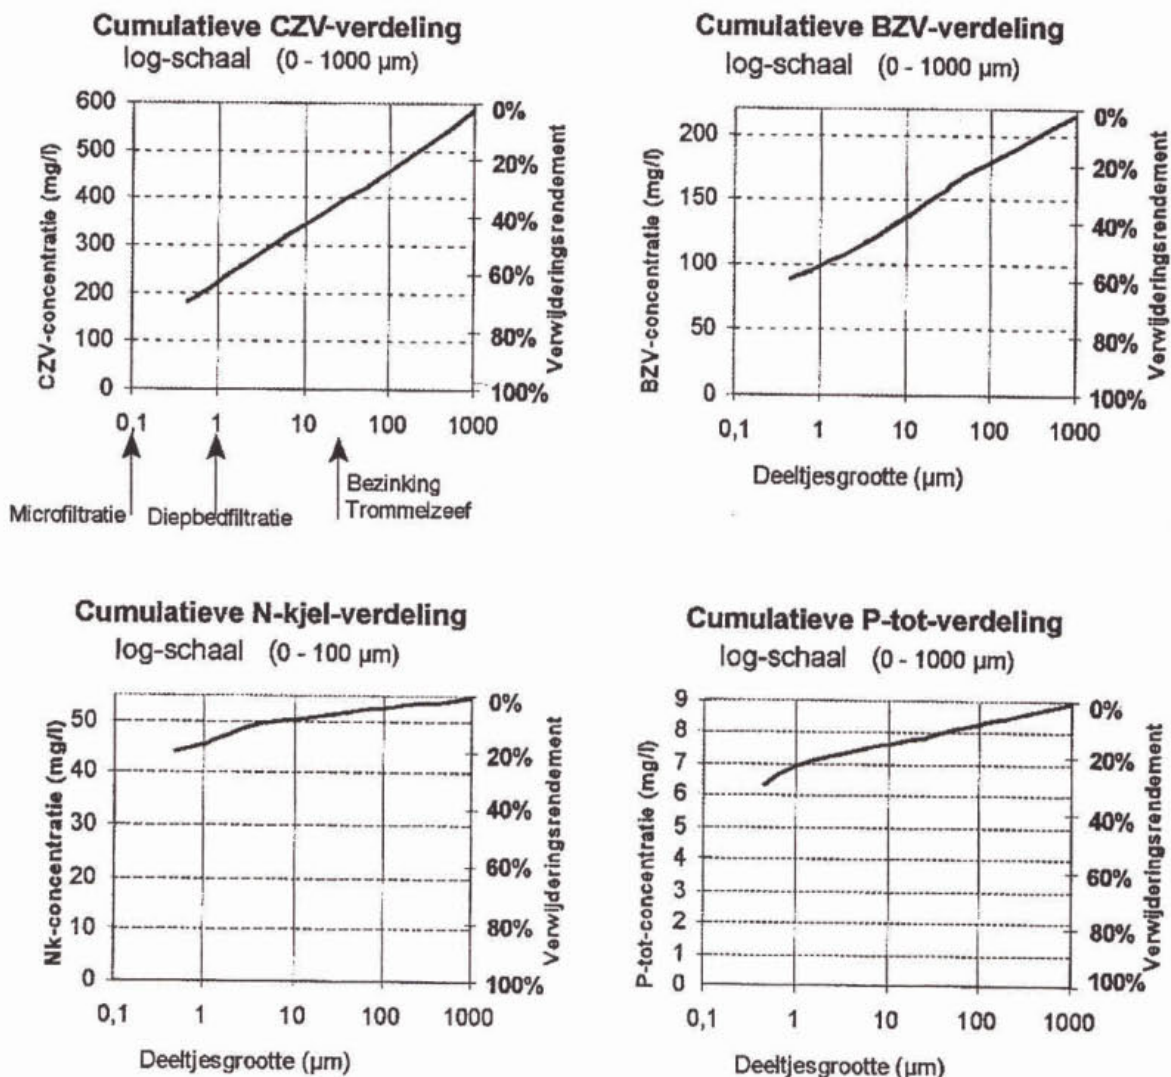 Cumulatieve CZV-verdeling
log-schaal (0 - 1000 µm)
CZV-concentratie (mg/l)
600
500
400
300
200
100
0
0%
20%
40%
60%
80%
100%
Verwijderingsrendement
0,1 1 10 100 1000
Microfiltratie
Diepbedfiltratie
Bezinking
Trommelzeef
Cumulatieve BZV-verdeling
log-schaal (0 - 1000 µm)
BZV-concentratie (mg/l)
200
150
100
50
0
0%
20%
40%
60%
80%
100%
Verwijderingsrendement
0,1 1 10 100 1000
Deeltjesgrootte (µm)
Cumulatieve N-kjel-verdeling
log-schaal (0 - 100 µm)
Nk-concentratie (mg/l)
50
40
30
20
10
0
0%
20%
40%
60%
80%
100%
Verwijderingsrendement
0,1 1 10 100 1000
Deeltjesgrootte (µm)
Cumulatieve P-tot-verdeling
log-schaal (0 - 1000 µm)
P-tot-concentratie (mg/l)
9
8
7
6
5
4
3
2
1
0
0%
20%
40%
60%
80%
100%
Verwijderingsrendement
0,1 1 10 100 1000
Deeltjesgrootte (µm)